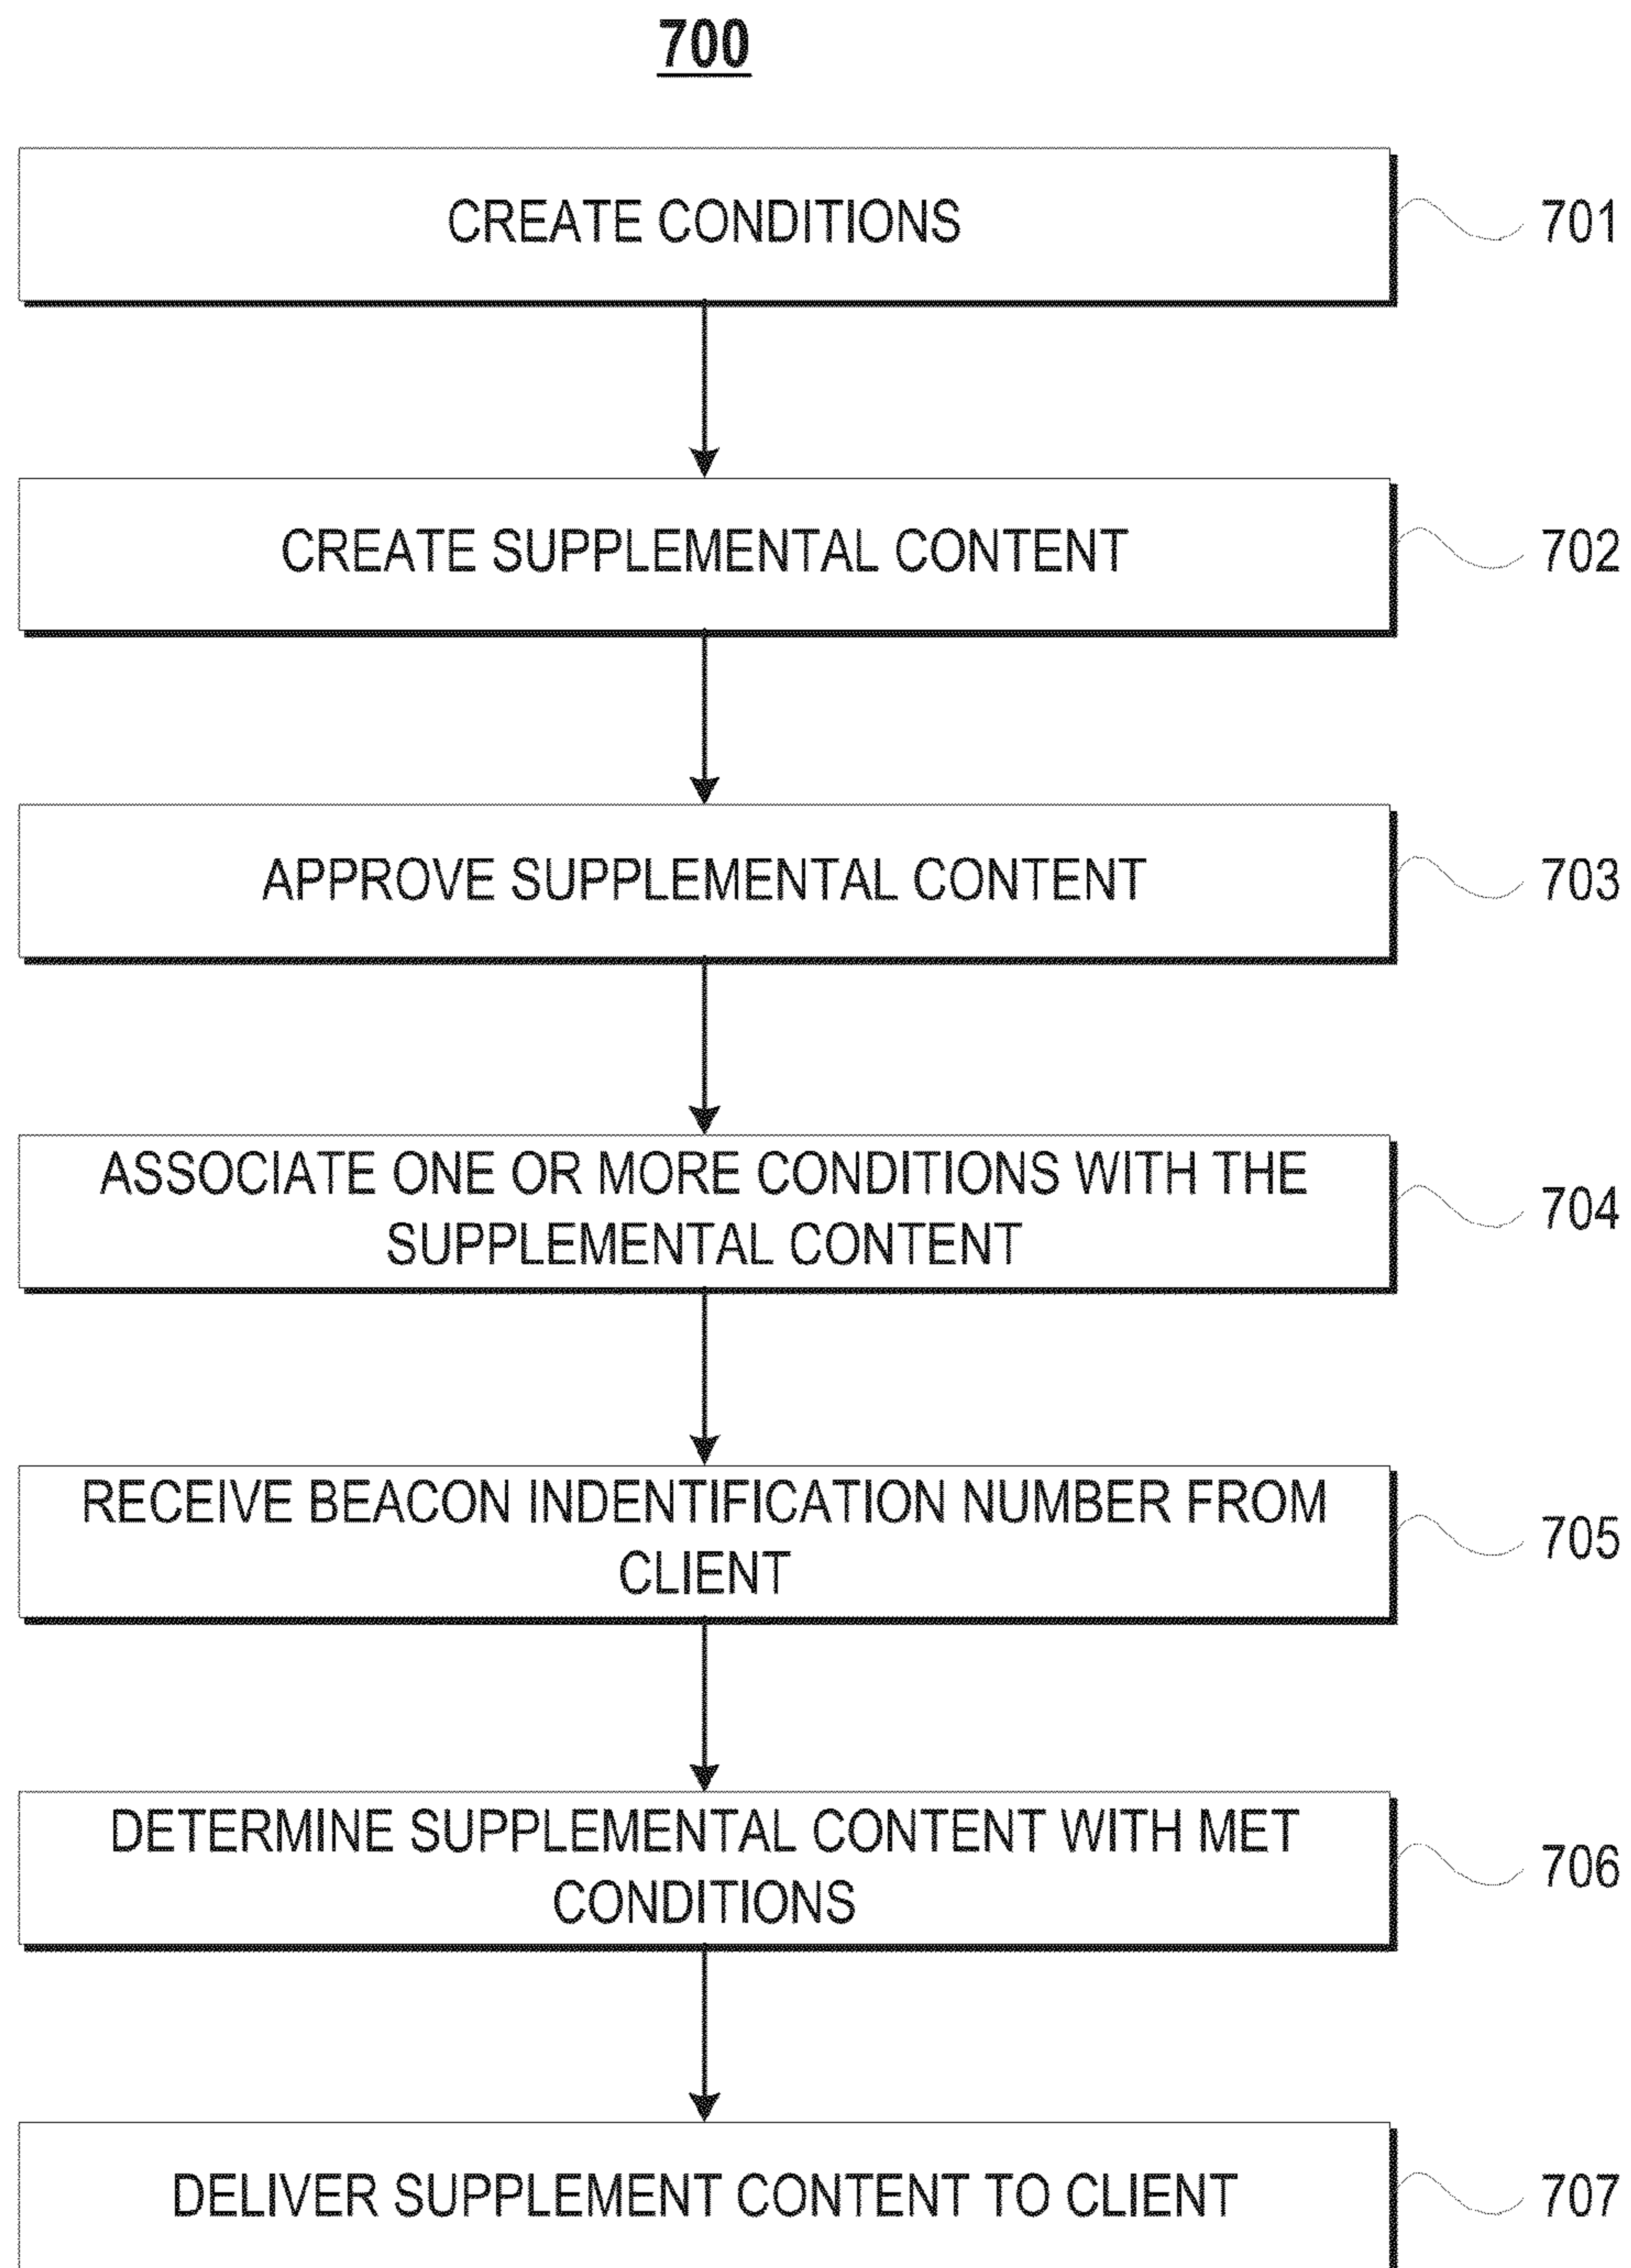 700
CREATE CONDITIONS
701
CREATE SUPPLEMENTAL CONTENT
702
APPROVE SUPPLEMENTAL CONTENT
703
ASSOCIATE ONE OR MORE CONDITIONS WITH THE
SUPPLEMENTAL CONTENT
704
RECEIVE BEACON INDENTIFICATION NUMBER FROM
CLIENT
705
DETERMINE SUPPLEMENTAL CONTENT WITH MET
CONDITIONS
706
DELIVER SUPPLEMENT CONTENT TO CLIENT
707